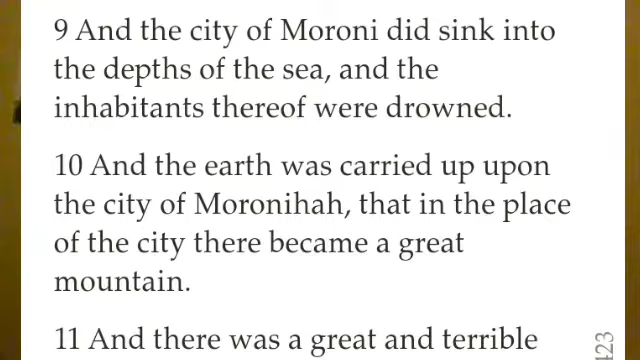 9 And the city of Moroni did sink into
the depths of the sea, and the
inhabitants thereof were drowned.
10 And the earth was carried up upon
the city of Moronihah, that in the place
of the city there became a great
mountain.
11 And there was a great and terrible
423